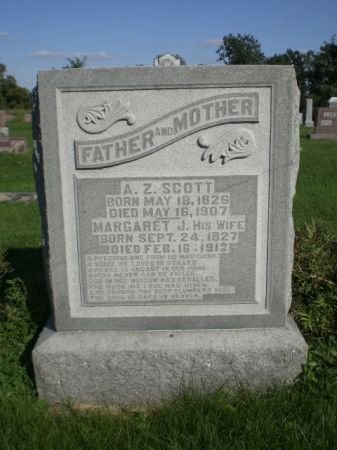 FATHER AND MOTHER
A. Z. SCOTT
BORN MAY 18, 1826
DIED MAY 16, 1907
MARGARET J. HIS WIFE
BORN SEPT. 24, 1827
DIED FEB. 16 - 1912
A PRECIOUS ONE FROM US HAS GONE
A VOICE WE LOVED IS STILLED
A PLACE IS VACANT IN OUR HOME
WHICH NEVER CAN BE FILLED.
GOD IN HIS WISDOM HAS RECALLED,
THE BOON HIS LOVE HAD GIVEN,
AND THOUGH THE BODY SLUMBERS HERE
THE SOUL IS SAFE IN HEAVEN.